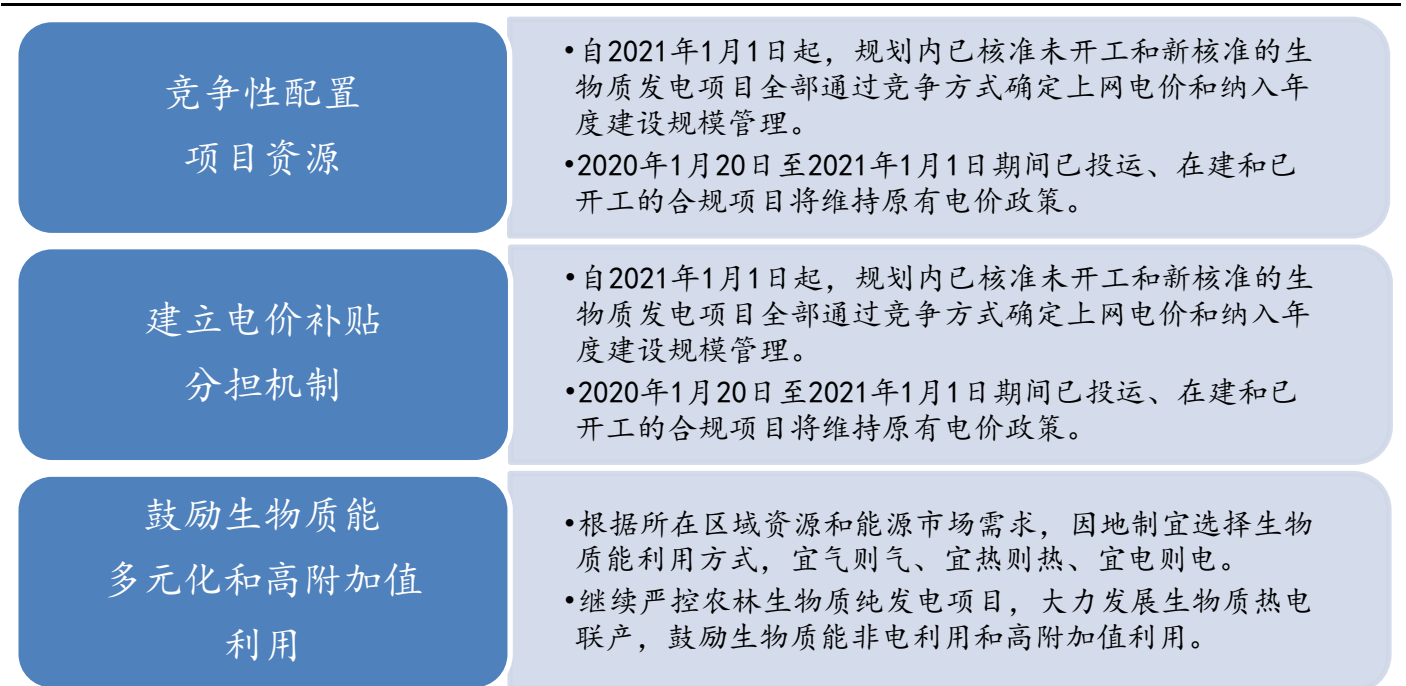 竞争性配置
项目资源
•自2021年1月1日起，规划内已核准未开工和新核准的生
物质发电项目全部通过竞争方式确定上网电价和纳入年
度建设规模管理。
•2020年1月20日至2021年1月1日期间已投运、在建和已
开工的合规项目将维持原有电价政策。
建立电价补贴
分担机制
•自2021年1月1日起，规划内已核准未开工和新核准的生
物质发电项目全部通过竞争方式确定上网电价和纳入年
度建设规模管理。
•2020年1月20日至2021年1月1日期间已投运、在建和已
开工的合规项目将维持原有电价政策。
鼓励生物质能
多元化和高附加值
利用
•根据所在区域资源和能源市场需求，因地制宜选择生物
质能利用方式，宜气则气、宜热则热、宜电则电。
•继续严控农林生物质纯发电项目，大力发展生物质热电
联产，鼓励生物质能非电利用和高附加值利用。